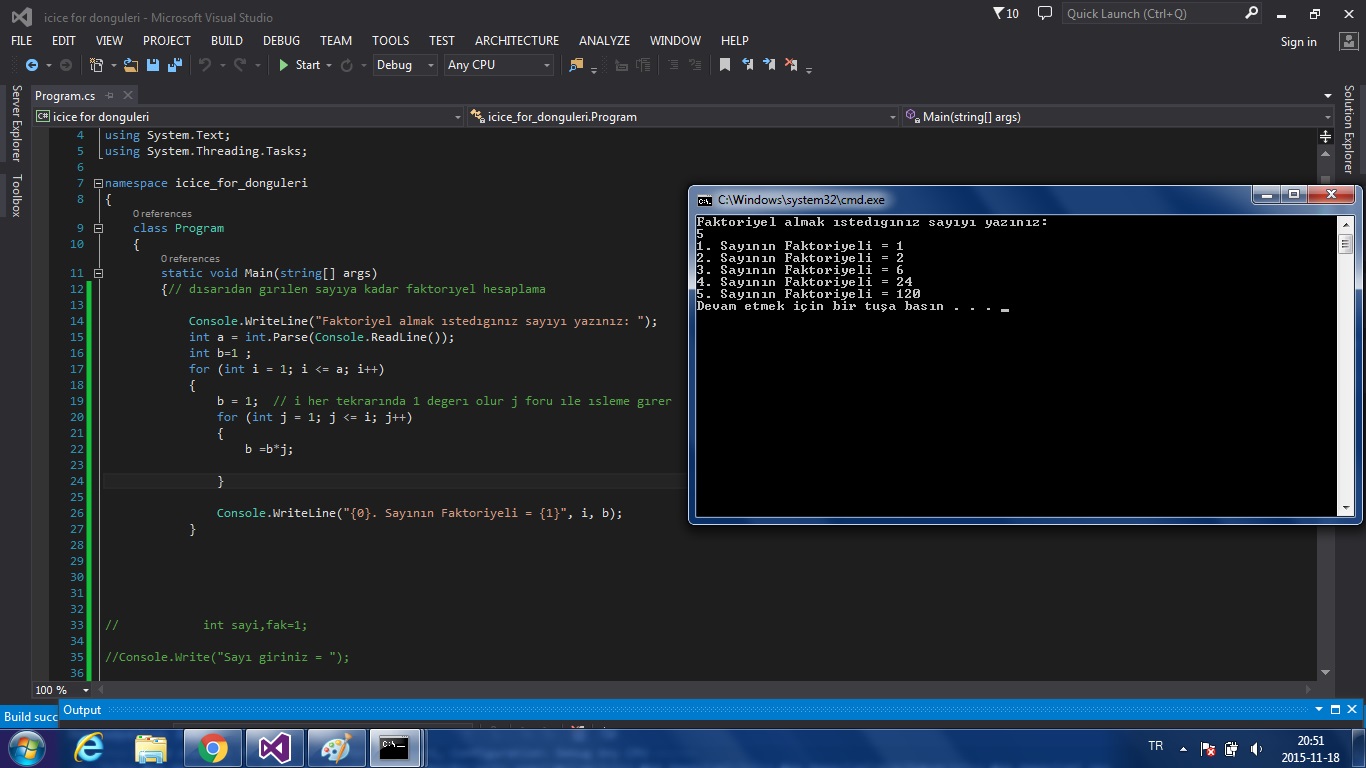 icice for donguleri - Microsoft Visual Studio
10
Quick Launch (Ctrl+Q)
FILE EDIT VIEW PROJECT BUILD DEBUG TEAM TOOLS TEST ARCHITECTURE ANALYZE WINDOW HELP
Sign in
Start Debug Any CPU
Server Explorer
Toolbox
Solution Explorer
Program.cs
C# icice for donguleri
icice_for_donguleri.Program
Main(string[] args)
4 using System.Text;
5 using System.Threading.Tasks;
6
7 namespace icice_for_donguleri
8 {
0 references
9 class Program
10 {
0 references
11 static void Main(string[] args)
12 {// dısarıdan gırılen sayıya kadar faktorıyel hesaplama
13
14 Console.WriteLine("Faktoriyel almak ıstedıgınız sayıyı yazınız: ");
15 int a = int.Parse(Console.ReadLine());
16 int b=1 ;
17 for (int i = 1; i <= a; i++)
18 {
19 b = 1; // i her tekrarında 1 degerı olur j foru ıle ısleme gırer
20 for (int j = 1; j <= i; j++)
21 {
22 b =b*j;
23
24 }
25
26 Console.WriteLine("{0}. Sayının Faktoriyeli = {1}", i, b);
27 }
28
29
30
31
32
33 // int sayi,fak=1;
34
35 //Console.Write("Sayı giriniz = ");
36
100 %
C:\Windows\system32\cmd.exe
Faktoriyel almak ıstedıgınız sayıyı yazınız:
5
1. Sayının Faktoriyeli = 1
2. Sayının Faktoriyeli = 2
3. Sayının Faktoriyeli = 6
4. Sayının Faktoriyeli = 24
5. Sayının Faktoriyeli = 120
Devam etmek için bir tuşa basın . . .
Output
Build succ
TR
20:51
2015-11-18